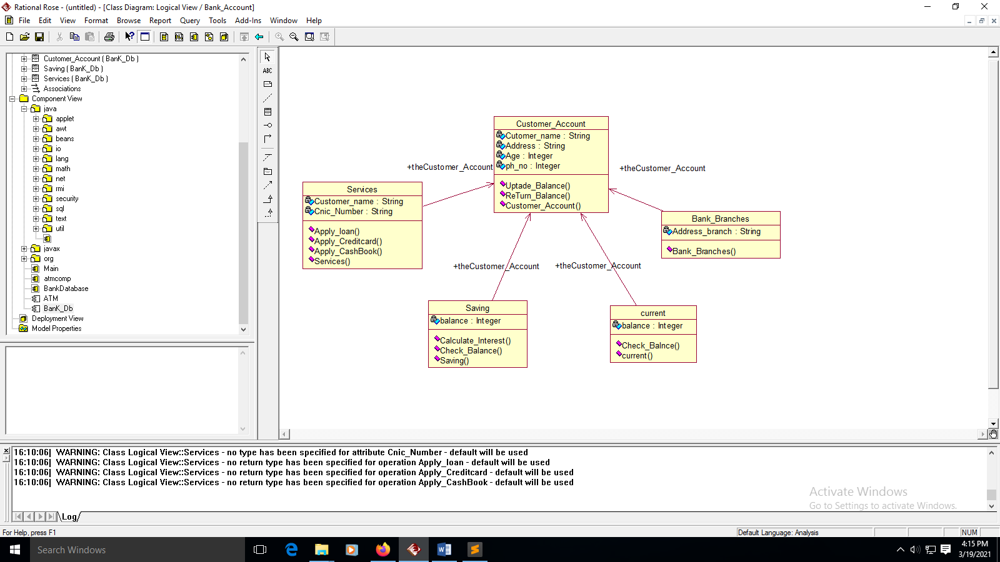 Rational Rose - (untitled) - [Class Diagram: Logical View / Bank_Account]
File Edit View Format Browse Report Query Tools Add-Ins Window Help
Customer_Account ( BanK_Db )
Saving ( BanK_Db )
Services ( BanK_Db )
Associations
Component View
java
applet
awt
beans
io
lang
math
net
rmi
security
sql
text
util
javax
org
Main
atmcomp
BankDatabase
ATM
BanK_Db
Deployment View
Model Properties
ABC
Customer_Account
Cutomer_name : String
Address : String
Age : Integer
ph_no : Integer
Uptade_Balance()
ReTurn_Balance()
Customer_Account()
+theCustomer_Account
+theCustomer_Account
Services
Customer_name : String
Cnic_Number : String
Apply_loan()
Apply_Creditcard()
Apply_CashBook()
Services()
Bank_Branches
Address_branch : String
Bank_Branches()
+theCustomer_Account
+theCustomer_Account
Saving
balance : Integer
Calculate_Interest()
Check_Balance()
Saving()
current
balance : Integer
Check_Balnce()
current()
16:10:06| WARNING: Class Logical View::Services - no type has been specified for attribute Cnic_Number - default will be used
16:10:06| WARNING: Class Logical View::Services - no return type has been specified for operation Apply_loan - default will be used
16:10:06| WARNING: Class Logical View::Services - no return type has been specified for operation Apply_Creditcard - default will be used
16:10:06| WARNING: Class Logical View::Services - no return type has been specified for operation Apply_CashBook - default will be used
Activate Windows
Go to Settings to activate Windows.
Log
For Help, press F1
Default Language: Analysis
NUM
Search Windows
4:15 PM
3/19/2021